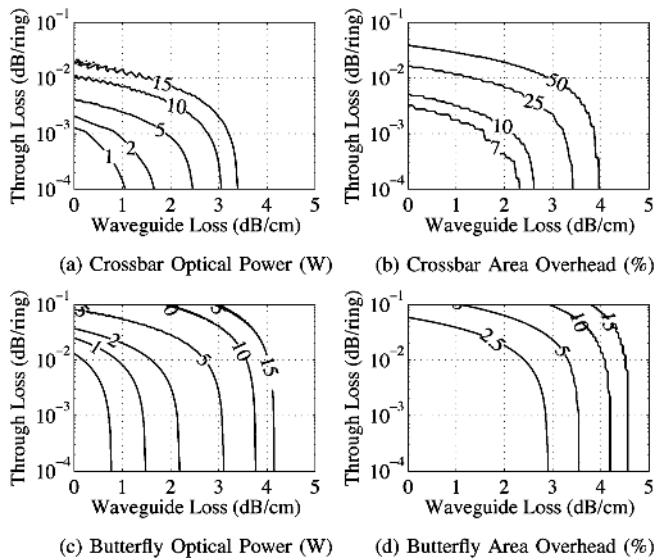 10⁻¹
10⁻²
10⁻³
10⁻⁴
Through Loss (dB/ring)
15
10
5
2
1
0 1 2 3 4 5
Waveguide Loss (dB/cm)
(a) Crossbar Optical Power (W)
10⁻¹
10⁻²
10⁻³
10⁻⁴
Through Loss (dB/ring)
50
25
10
7
0 1 2 3 4 5
Waveguide Loss (dB/cm)
(b) Crossbar Area Overhead (%)
10⁻¹
10⁻²
10⁻³
10⁻⁴
Through Loss (dB/ring)
1
2
5
10
15
0 1 2 3 4 5
Waveguide Loss (dB/cm)
(c) Butterfly Optical Power (W)
10⁻¹
10⁻²
10⁻³
10⁻⁴
Through Loss (dB/ring)
2.5
5
10
15
0 1 2 3 4 5
Waveguide Loss (dB/cm)
(d) Butterfly Area Overhead (%)